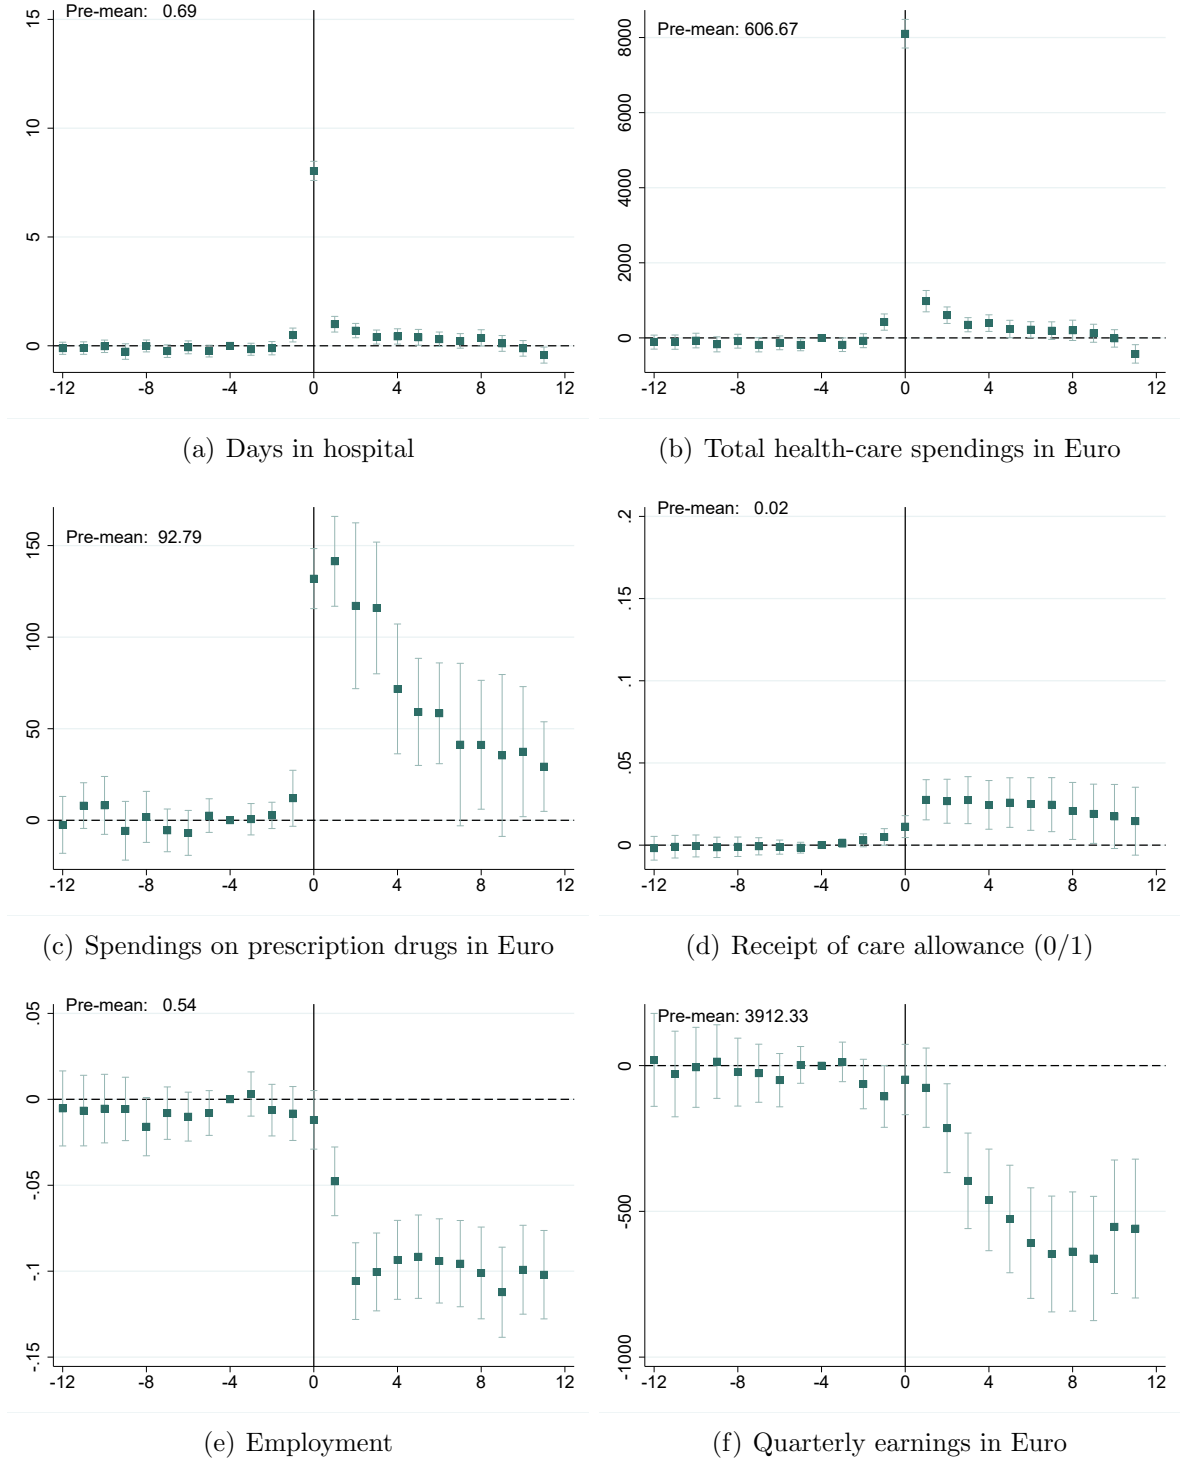 Pre-mean: 0.69
15
10
5
0
-12 -8 -4 0 4 8 12
(a) Days in hospital
Pre-mean: 606.67
8000
6000
4000
2000
0
-12 -8 -4 0 4 8 12
(b) Total health-care spendings in Euro
Pre-mean: 92.79
150
100
50
0
-12 -8 -4 0 4 8 12
(c) Spendings on prescription drugs in Euro
Pre-mean: 0.02
.2
.15
.1
.05
0
-12 -8 -4 0 4 8 12
(d) Receipt of care allowance (0/1)
Pre-mean: 0.54
.05
0
-.05
-.1
-.15
-12 -8 -4 0 4 8 12
(e) Employment
Pre-mean: 3912.33
0
-500
-1000
-12 -8 -4 0 4 8 12
(f) Quarterly earnings in Euro